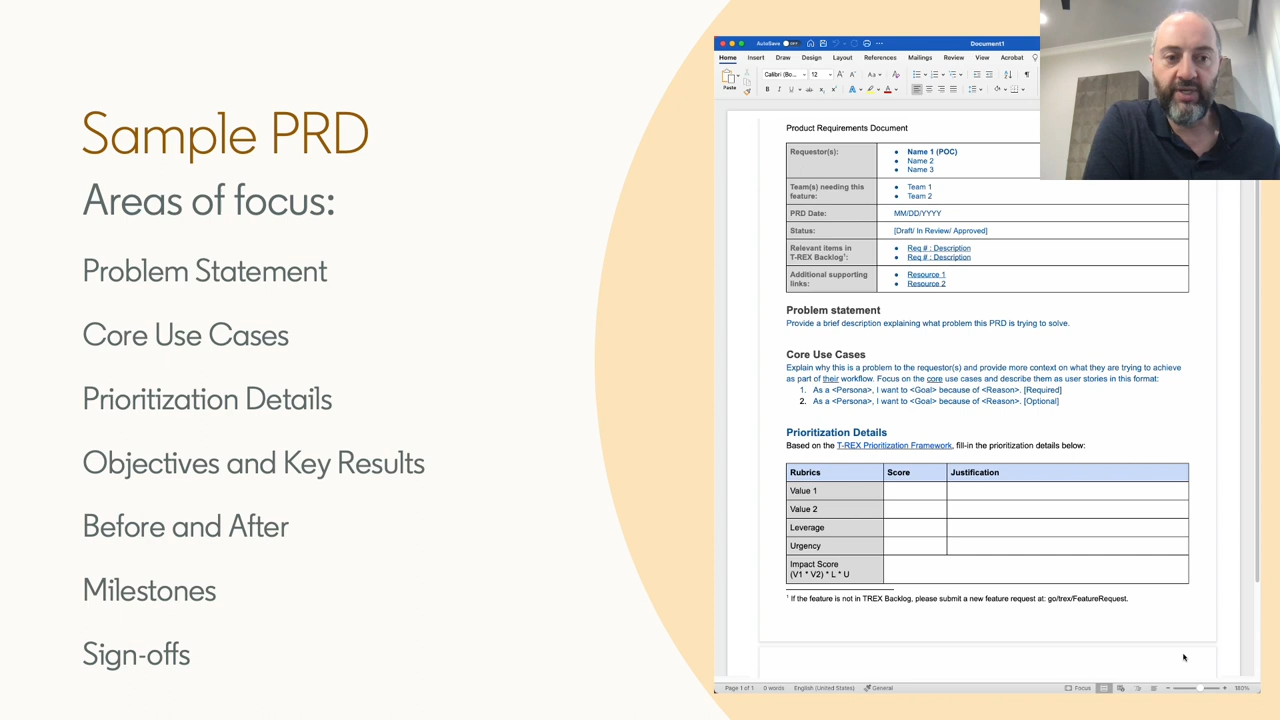 Sample PRD
Areas of focus:
Problem Statement
Core Use Cases
Prioritization Details
Objectives and Key Results
Before and After
Milestones
Sign-offs
AutoSave OFF
Document1
Home Insert Draw Design Layout References Mailings Review View Acrobat
Paste
Calibri (Bo... 12
Product Requirements Document
Requestor(s):
• Name 1 (POC)
• Name 2
• Name 3
Team(s) needing this
feature:
• Team 1
• Team 2
PRD Date:
MM/DD/YYYY
Status:
[Draft/ In Review/ Approved]
Relevant items in
T-REX Backlog¹:
• Req # : Description
• Req # : Description
Additional supporting
links:
• Resource 1
• Resource 2
Problem statement
Provide a brief description explaining what problem this PRD is trying to solve.
Core Use Cases
Explain why this is a problem to the requestor(s) and provide more context on what they are trying to achieve
as part of their workflow. Focus on the core use cases and describe them as user stories in this format:
1. As a <Persona>, I want to <Goal> because of <Reason>. [Required]
2. As a <Persona>, I want to <Goal> because of <Reason>. [Optional]
Prioritization Details
Based on the T-REX Prioritization Framework, fill-in the prioritization details below:
Rubrics Score Justification
Value 1
Value 2
Leverage
Urgency
Impact Score
(V1 * V2) * L * U
¹ If the feature is not in TREX Backlog, please submit a new feature request at: go/trex/FeatureRequest.
Page 1 of 1 0 words English (United States) General Focus 180%